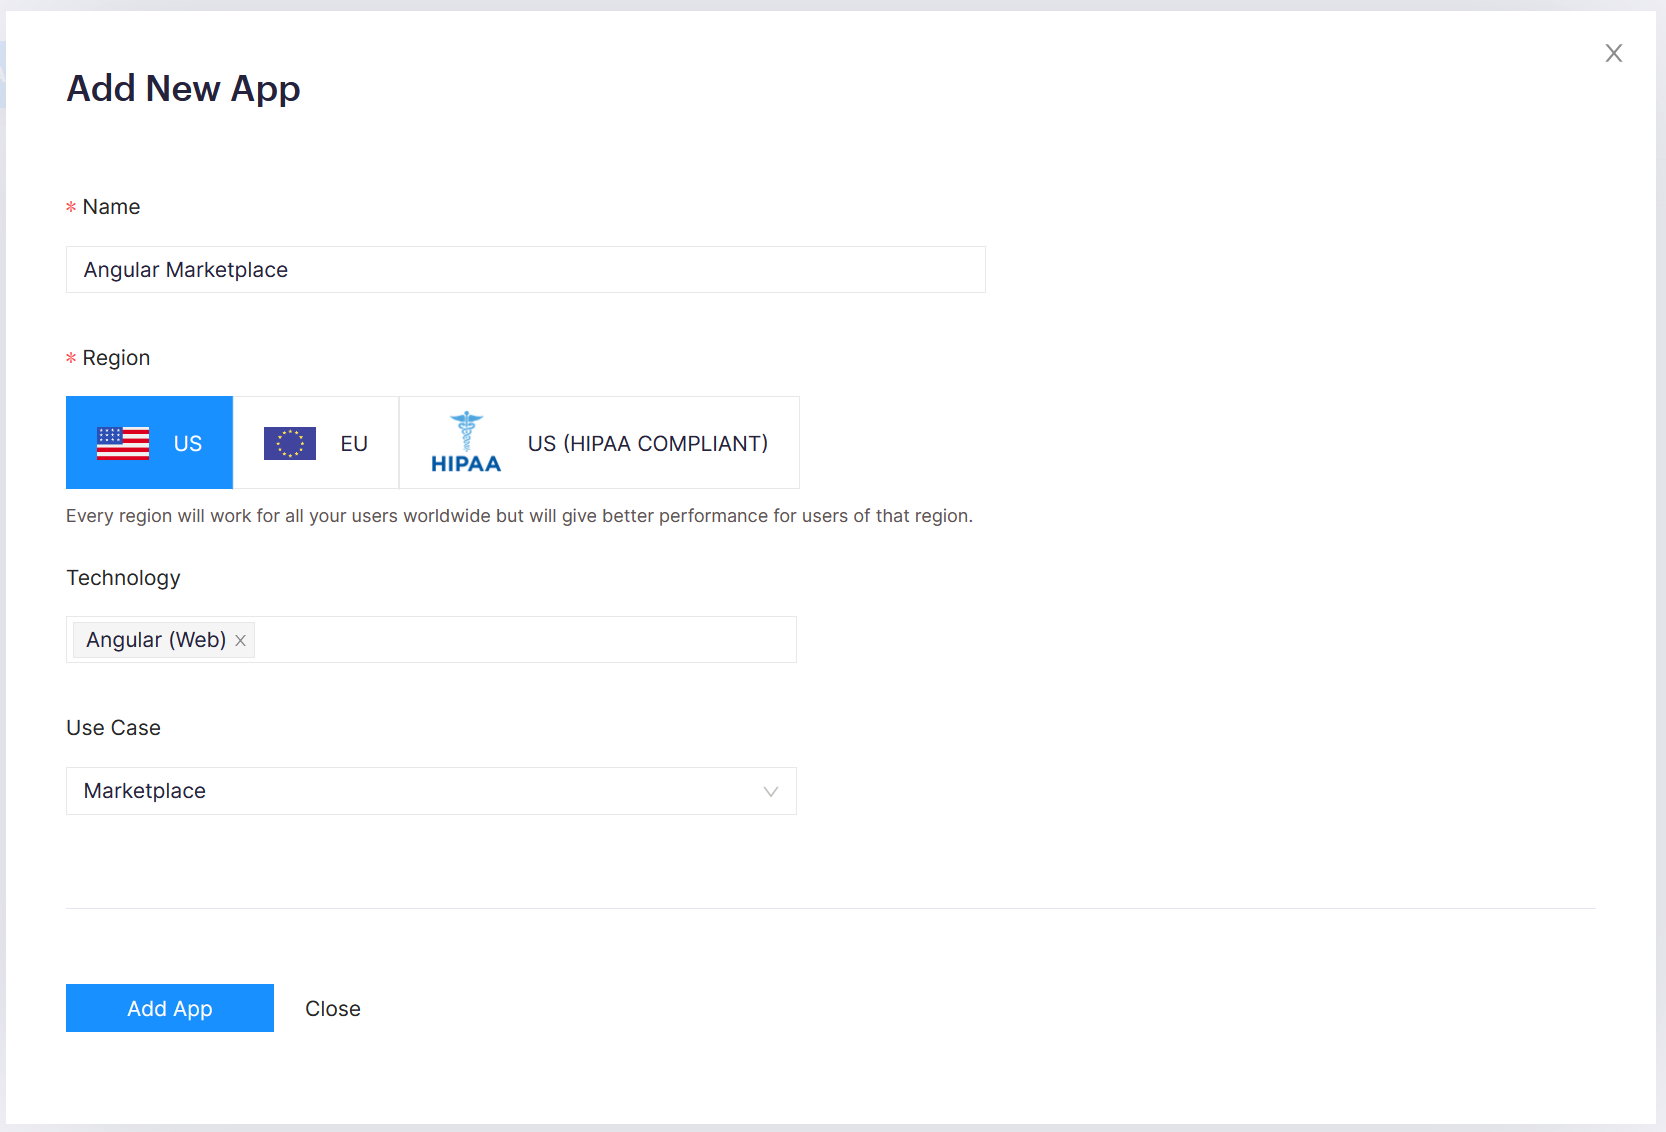 Add New App
* Name
Angular Marketplace
* Region
US
EU
HIPAA
US (HIPAA COMPLIANT)
Every region will work for all your users worldwide but will give better performance for users of that region.
Technology
Angular (Web)
Use Case
Marketplace
Add App
Close